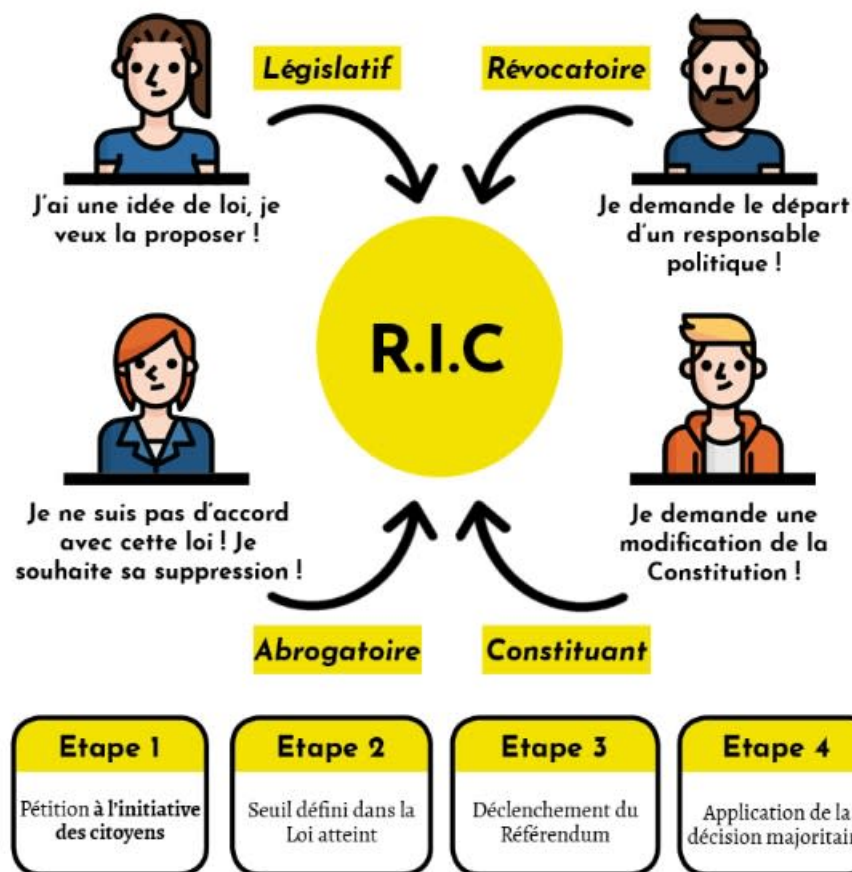 Législatif
Révocatoire
J'ai une idée de loi, je
veux la proposer !
Je demande le départ
d'un responsable
politique !
R.I.C
Je ne suis pas d'accord
avec cette loi ! Je
souhaite sa suppression !
Je demande une
modification de la
Constitution !
Abrogatoire
Constituant
Etape 1
Pétition à l'initiative
des citoyens
Etape 2
Seuil défini dans la
Loi atteint
Etape 3
Déclenchement du
Référendum
Etape 4
Application de la
décision majoritair